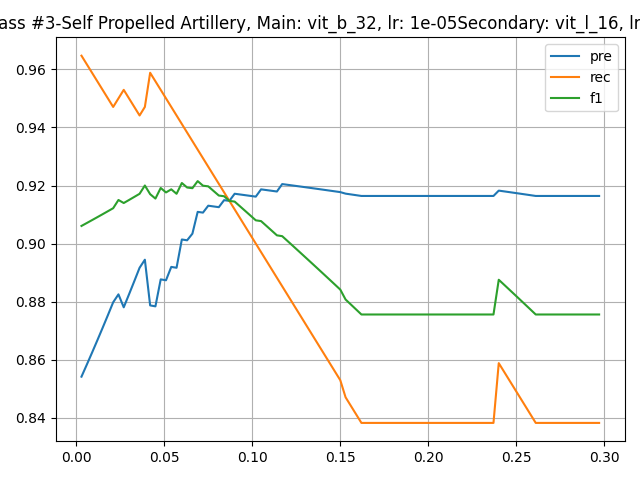 ass #3-Self Propelled Artillery, Main: vit_b_32, lr: 1e-05Secondary: vit_l_16, lr
pre
rec
f1
0.96
0.94
0.92
0.90
0.88
0.86
0.84
0.00 0.05 0.10 0.15 0.20 0.25 0.30